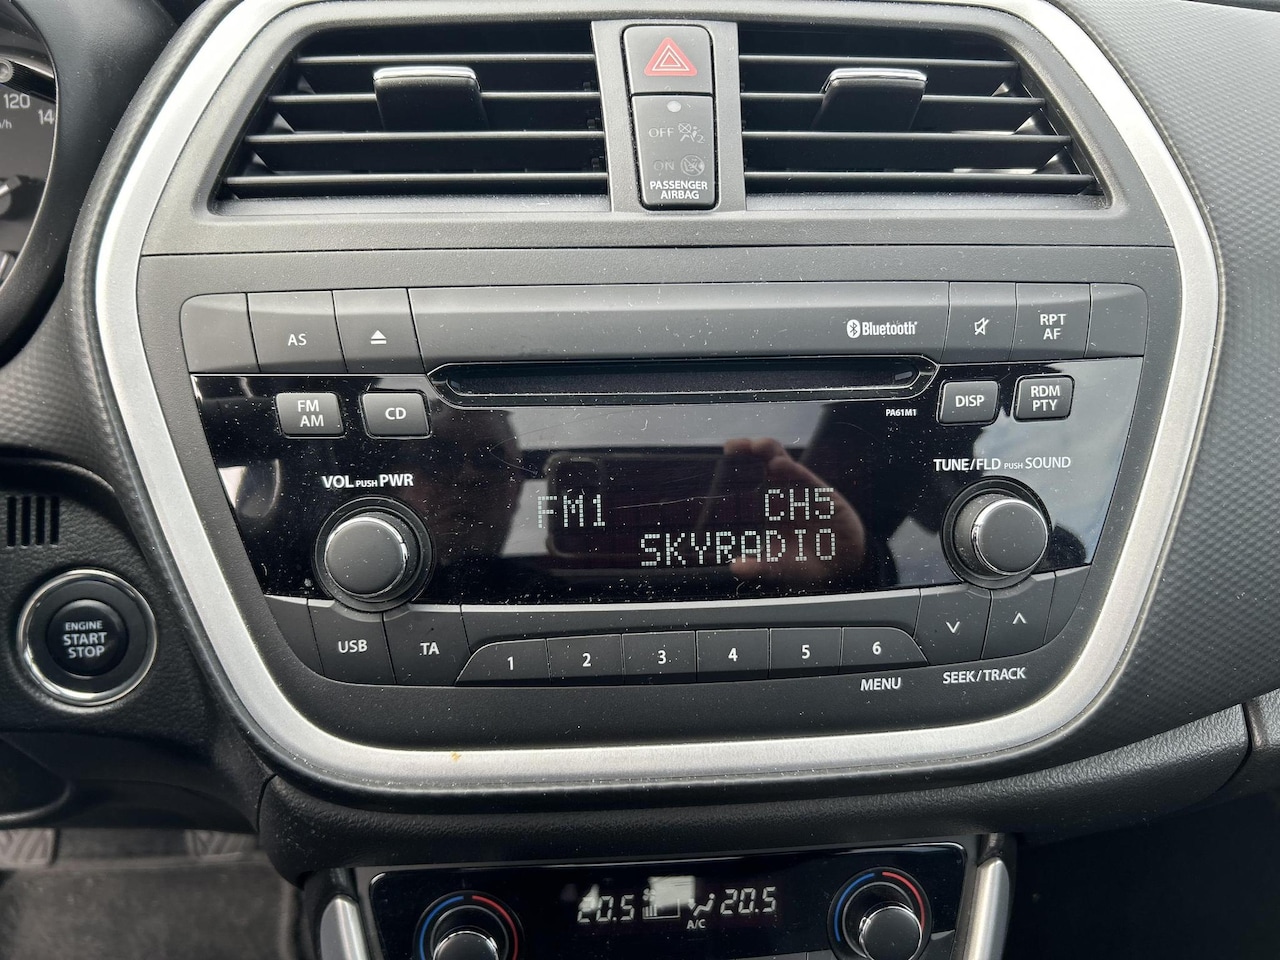 120
14
km/h
OFF
ON
PASSENGER
AIRBAG
AS
Bluetooth
RPT
AF
FM
AM
CD
PA61M1
DISP
RDM
PTY
VOL PUSH PWR
TUNE/FLD PUSH SOUND
FM1 CH5
SKYRADIO
ENGINE
START
STOP
USB
TA
1
2
3
4
5
6
MENU
SEEK/TRACK
20.5
20.5
A/C